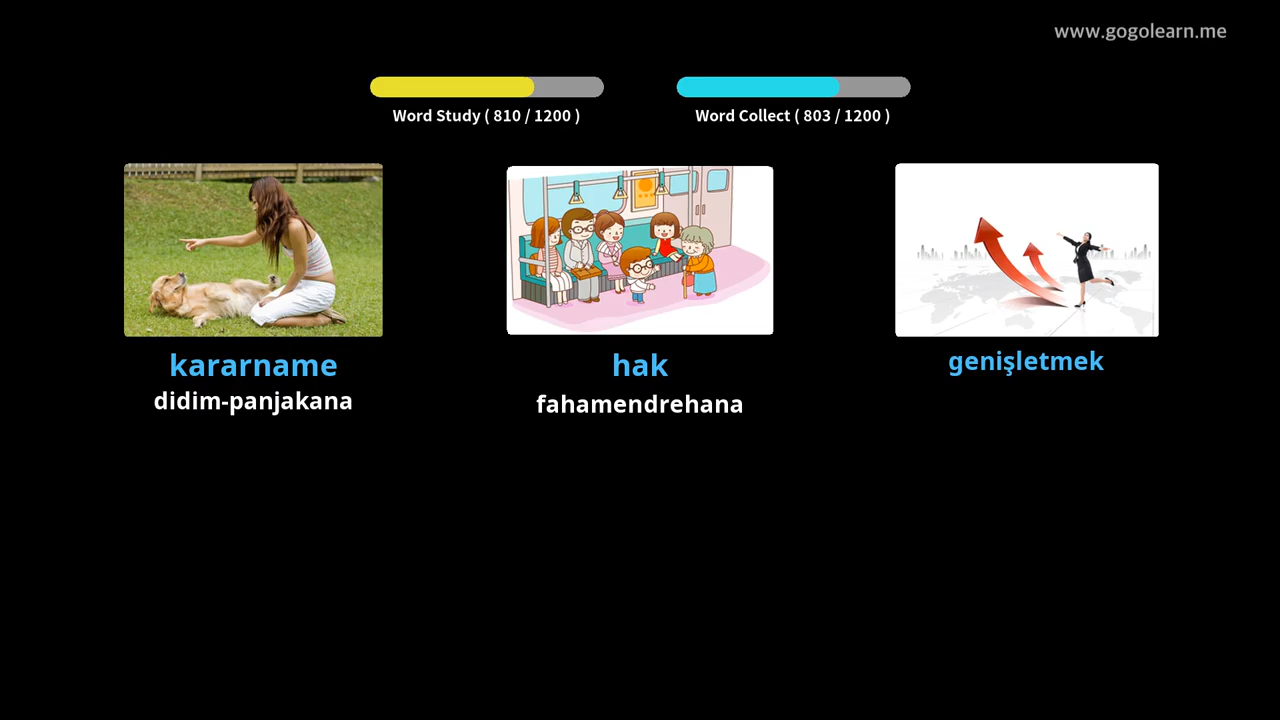 www.gogolearn.me
Word Study ( 810 / 1200 )
Word Collect ( 803 / 1200 )
kararname
didim-panjakana
hak
fahamendrehana
genişletmek